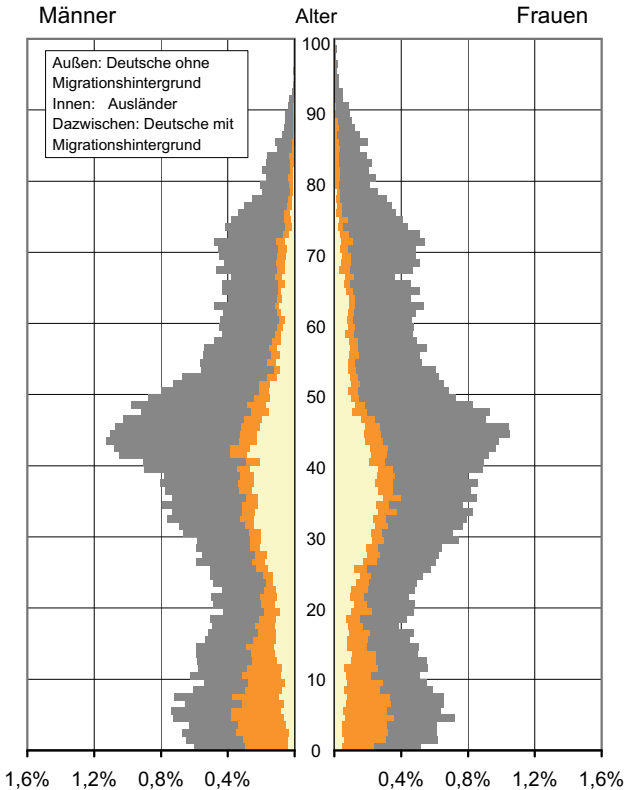 Männer Alter Frauen
100
Außen: Deutsche ohne
Migrationshintergrund
Innen: Ausländer
Dazwischen: Deutsche mit
Migrationshintergrund
90
80
70
60
50
40
30
20
10
0
1,6% 1,2% 0,8% 0,4% 0,4% 0,8% 1,2% 1,6%